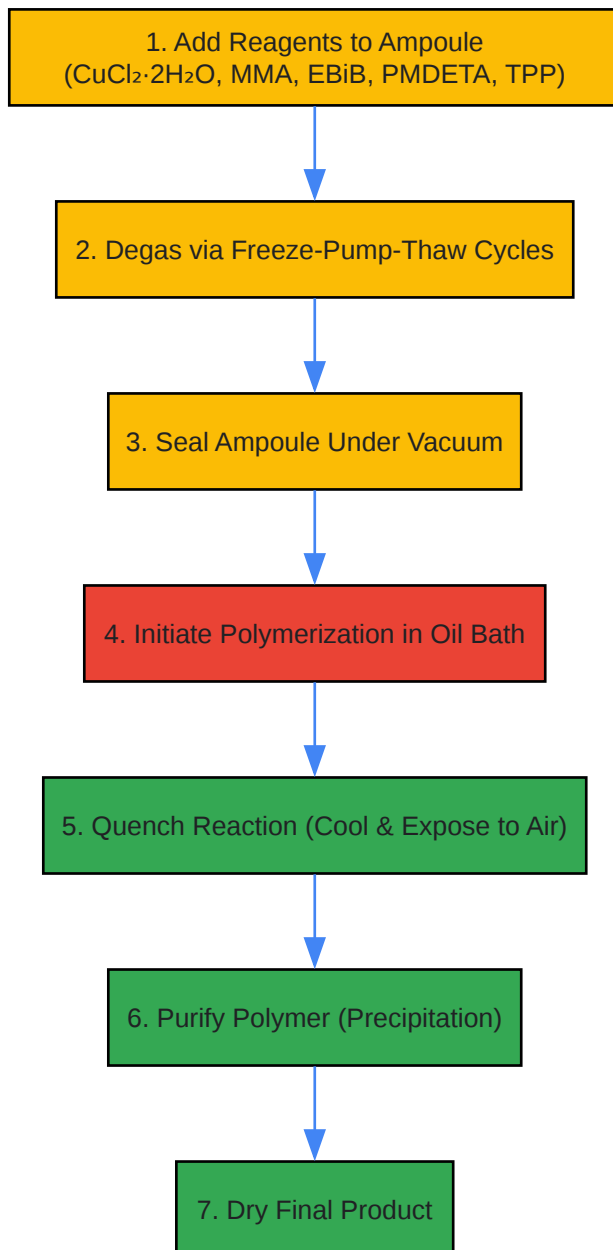 1. Add Reagents to Ampoule
(CuCl₂·2H₂O, MMA, EBiB, PMDETA, TPP)
2. Degas via Freeze-Pump-Thaw Cycles
3. Seal Ampoule Under Vacuum
4. Initiate Polymerization in Oil Bath
5. Quench Reaction (Cool & Expose to Air)
6. Purify Polymer (Precipitation)
7. Dry Final Product